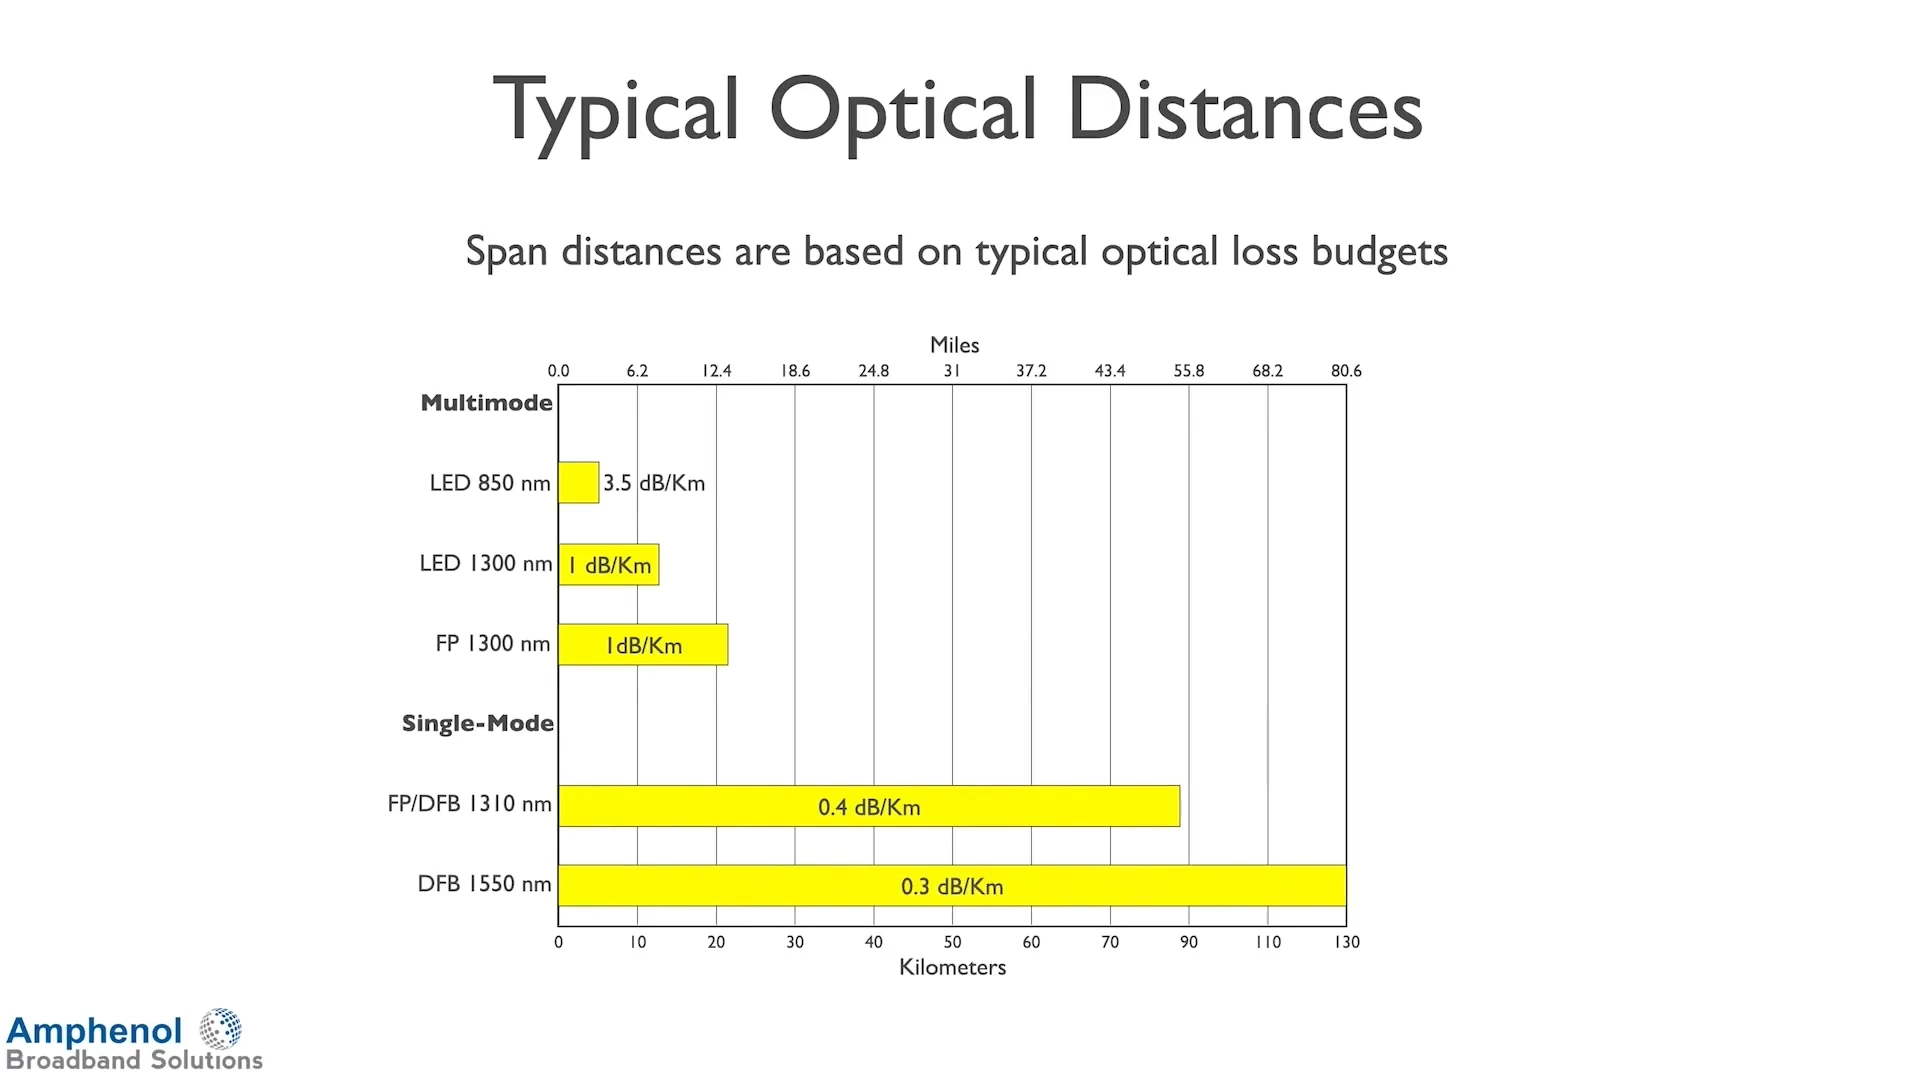 Typical Optical Distances
Span distances are based on typical optical loss budgets
Miles
0.0 6.2 12.4 18.6 24.8 31 37.2 43.4 55.8 68.2 80.6
Multimode
LED 850 nm 3.5 dB/Km
LED 1300 nm 1 dB/Km
FP 1300 nm 1dB/Km
Single-Mode
FP/DFB 1310 nm 0.4 dB/Km
DFB 1550 nm 0.3 dB/Km
0 10 20 30 40 50 60 70 90 110 130
Kilometers
Amphenol
Broadband Solutions